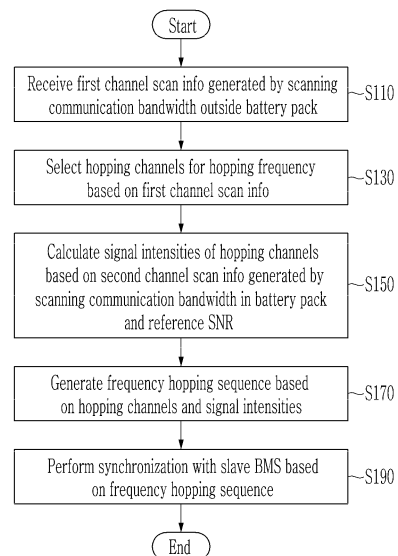 Start
Receive first channel scan info generated by scanning
communication bandwidth outside battery pack
S110
Select hopping channels for hopping frequency
based on first channel scan info
S130
Calculate signal intensities of hopping channels
based on second channel scan info generated by
scanning communication bandwidth in battery pack
and reference SNR
S150
Generate frequency hopping sequence based
on hopping channels and signal intensities
S170
Perform synchronization with slave BMS based
on frequency hopping sequence
S190
End